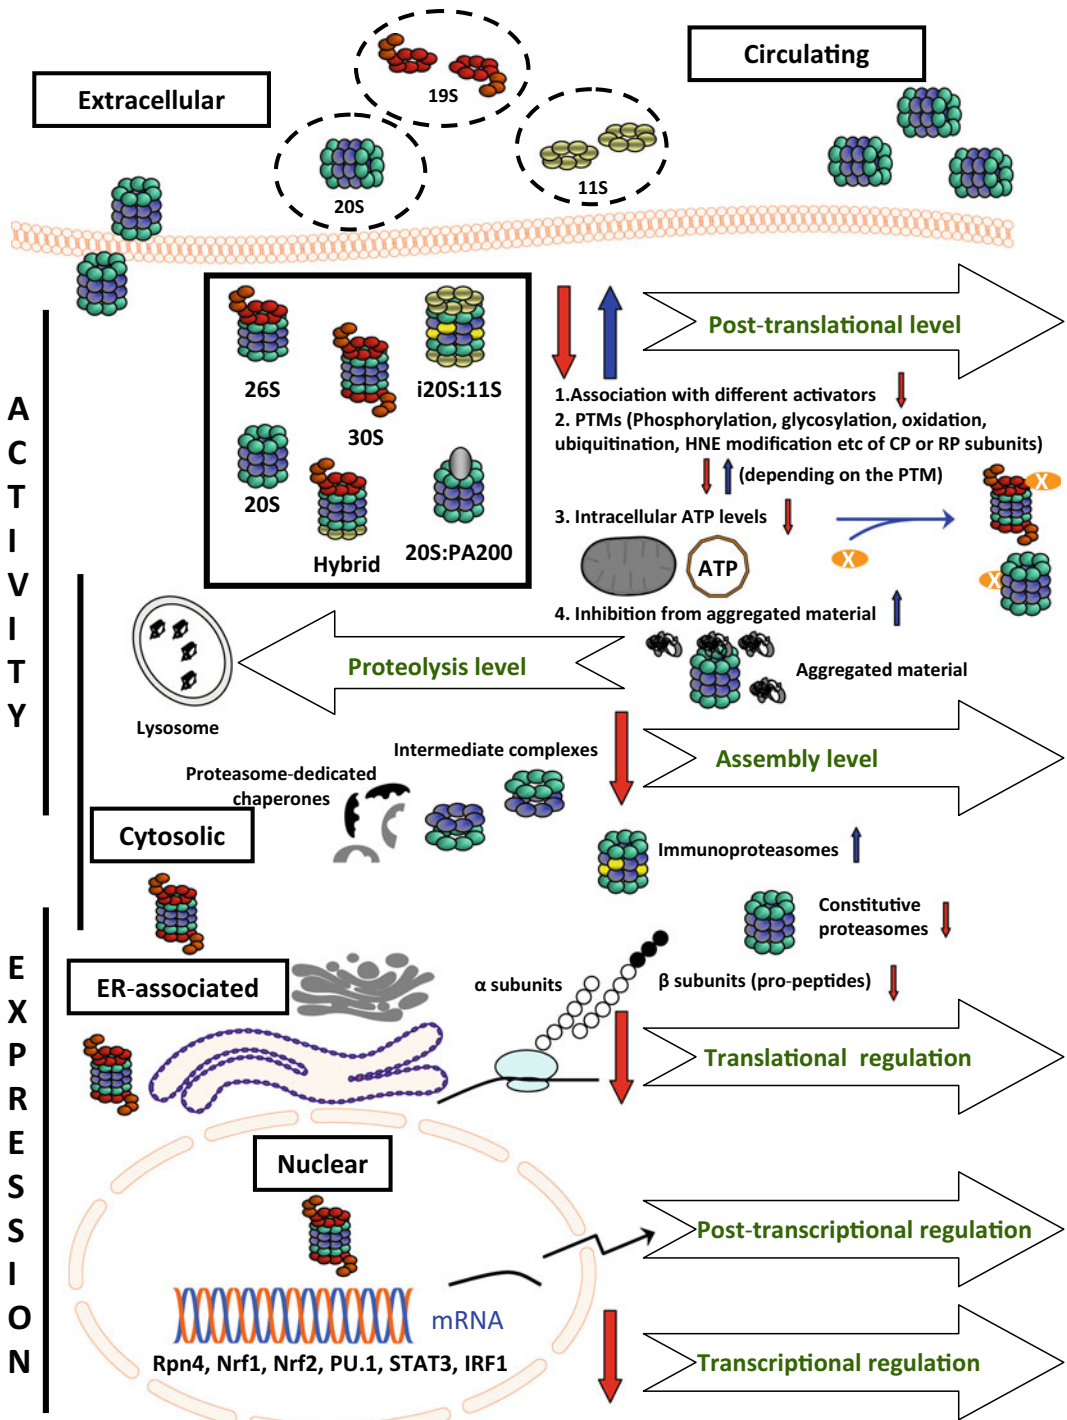 Extracellular
19S
Circulating
20S
11S
26S
30S
i20S:11S
20S
Hybrid
20S:PA200
Post-translational level
1.Association with different activators
2. PTMs (Phosphorylation, glycosylation, oxidation,
ubiquitination, HNE modification etc of CP or RP subunits)
(depending on the PTM)
3. Intracellular ATP levels
ATP
X
X
X
4. Inhibition from aggregated material
Aggregated material
ACTIVITY
Proteolysis level
Lysosome
Assembly level
Intermediate complexes
Proteasome-dedicated
chaperones
Cytosolic
Immunoproteasomes
Constitutive
proteasomes
EXPRESSION
ER-associated
α subunits
β subunits (pro-peptides)
Translational regulation
Nuclear
Post-transcriptional regulation
mRNA
Rpn4, Nrf1, Nrf2, PU.1, STAT3, IRF1
Transcriptional regulation